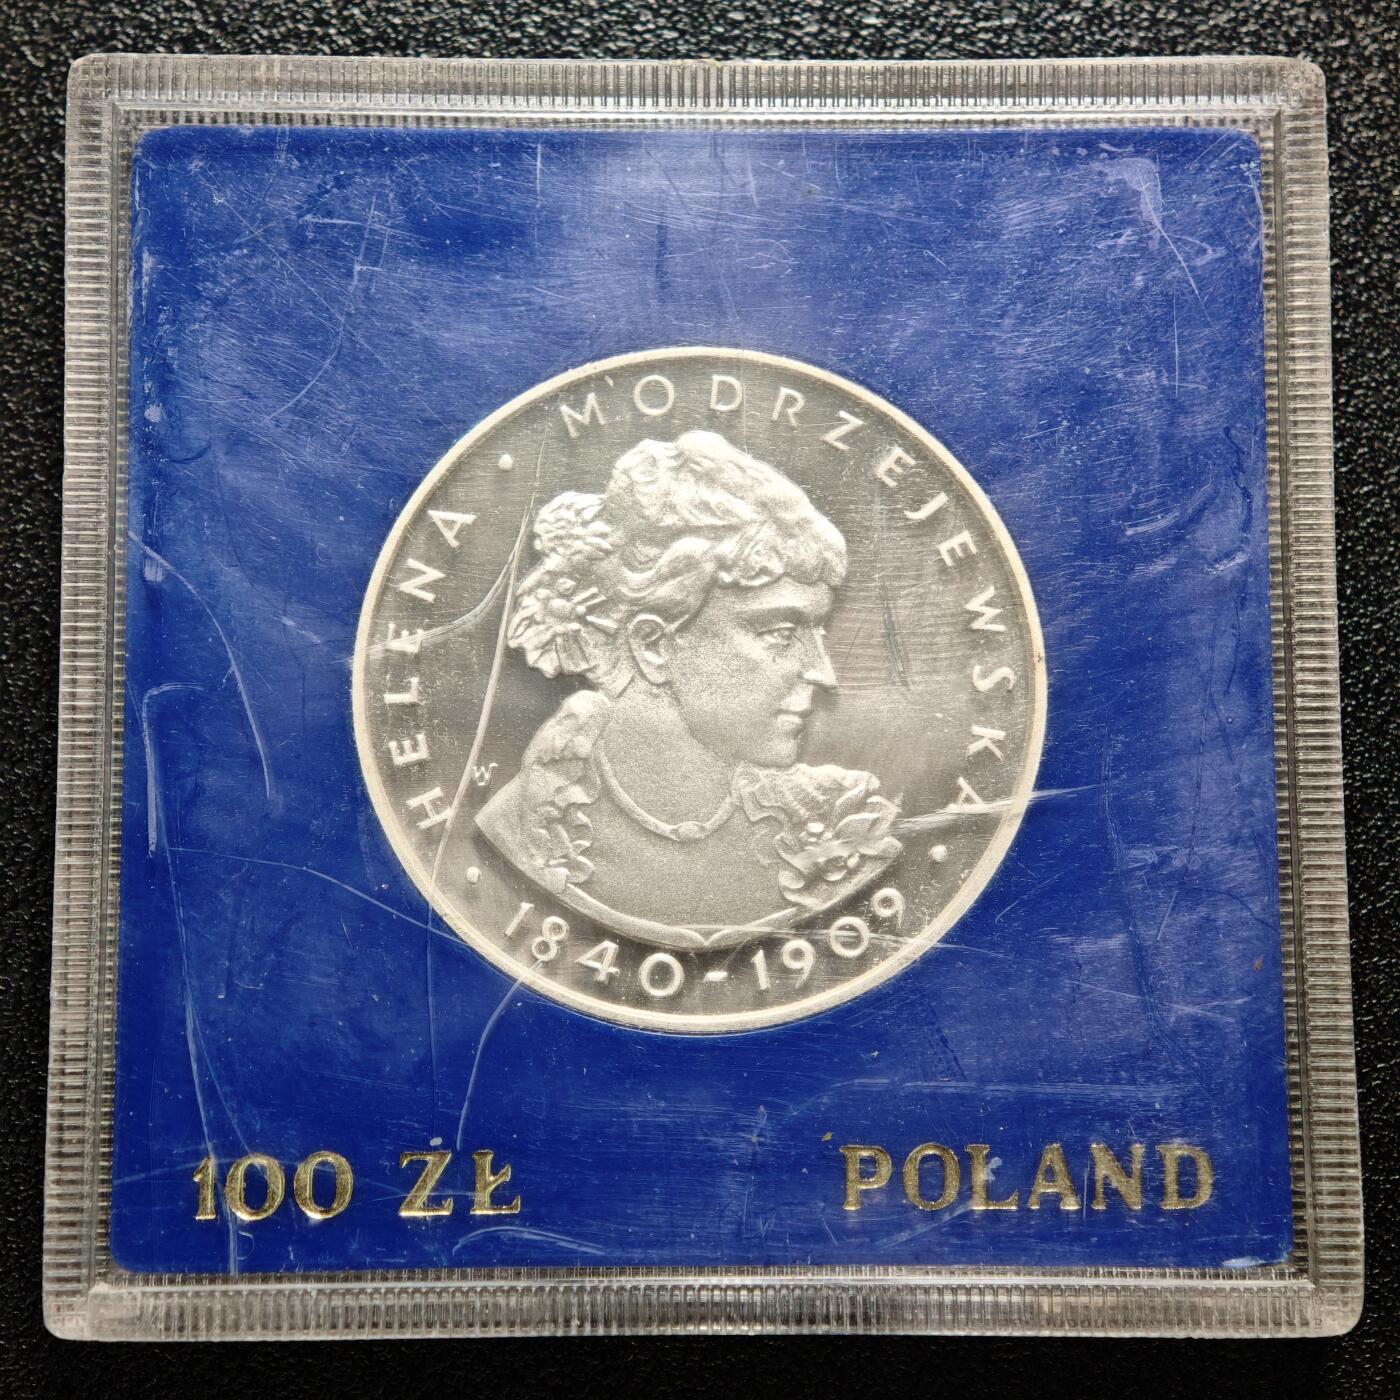 HELENA • MODRZEJEWSKA
• 1840-1909 •
100 ZŁ POLAND